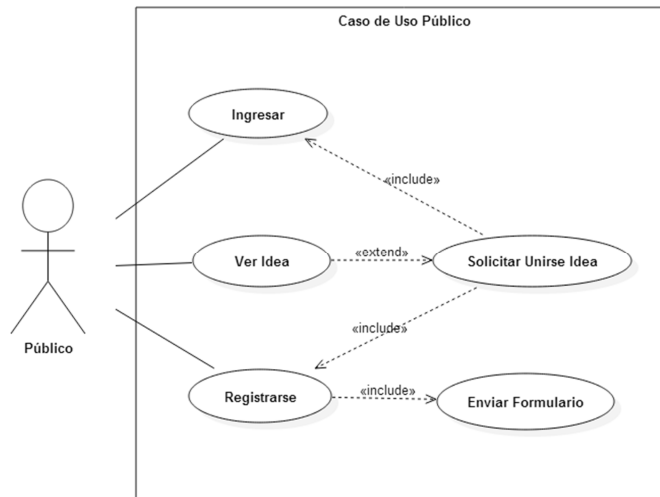 Caso de Uso Público
Ingresar
«include»
Ver Idea
«extend»
Solicitar Unirse Idea
«include»
Público
Registrarse
«include»
Enviar Formulario